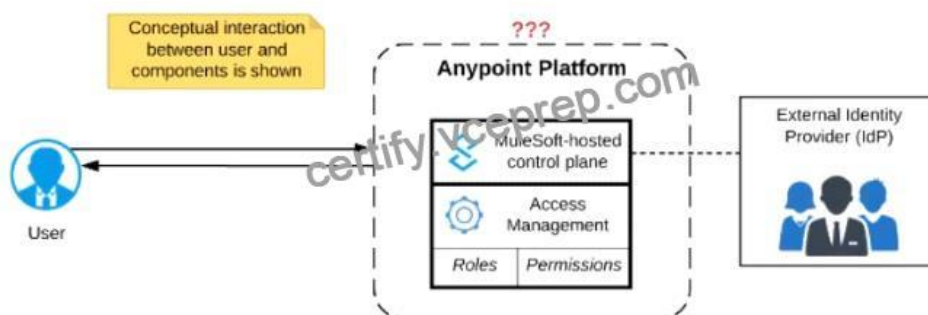 Conceptual interaction
between user and
components is shown
???
Anypoint Platform
certify.vceprep.com
MuleSoft-hosted
control plane
Access
Management
Roles
Permissions
User
External Identity
Provider (IdP)